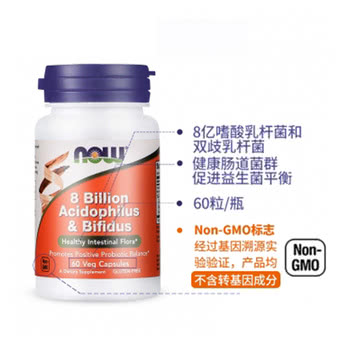 now
8 Billion
Acidophilus
& Bifidus
Healthy Intestinal Flora*
Promotes Positive Probiotic Balance*
60 Veg Capsules
A Dietary Supplement
8亿嗜酸乳杆菌和
双歧乳杆菌
健康肠道菌群
促进益生菌平衡
60粒/瓶
Non-GMO标志
经过基因溯源实
验验证,产品均
不含转基因成分
Non-
GMO